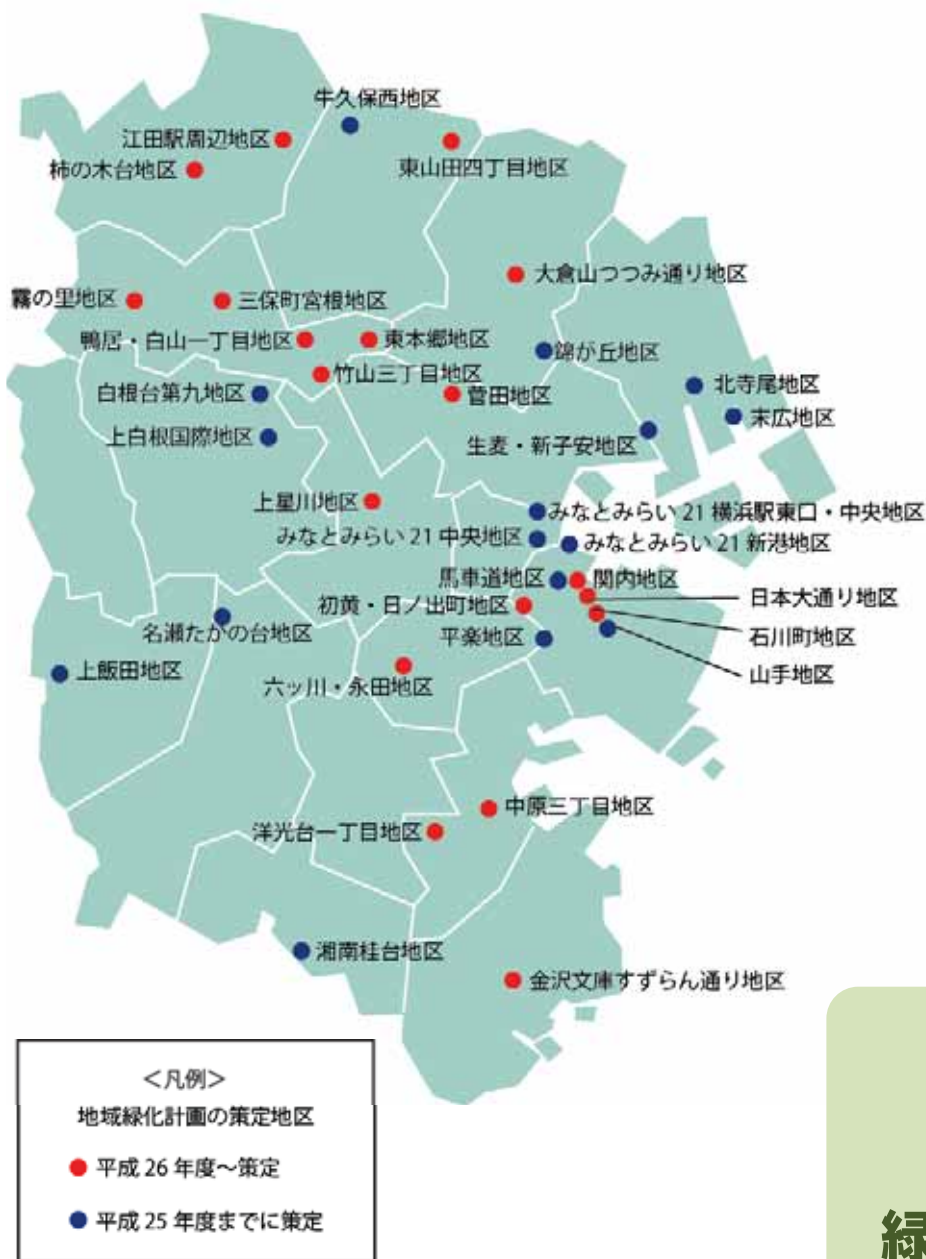 牛久保西地区
江田駅周辺地区
柿の木台地区
東山田四丁目地区
大倉山つつみ通り地区
霧の里地区
三保町宮根地区
鴨居・白山一丁目地区
東本郷地区
錦が丘地区
竹山三丁目地区
白根台第九地区
菅田地区
北寺尾地区
末広地区
上白根国際地区
生麦・新子安地区
上星川地区
みなとみらい 21 横浜駅東口・中央地区
みなとみらい 21 中央地区
みなとみらい 21 新港地区
馬車道地区
関内地区
日本大通り地区
初黄・日ノ出町地区
石川町地区
名瀬たかの台地区
平楽地区
山手地区
上飯田地区
六ッ川・永田地区
中原三丁目地区
洋光台一丁目地区
湘南桂台地区
金沢文庫すずらん通り地区
＜凡例＞
地域緑化計画の策定地区
平成 26 年度～策定
平成 25 年度までに策定
緑